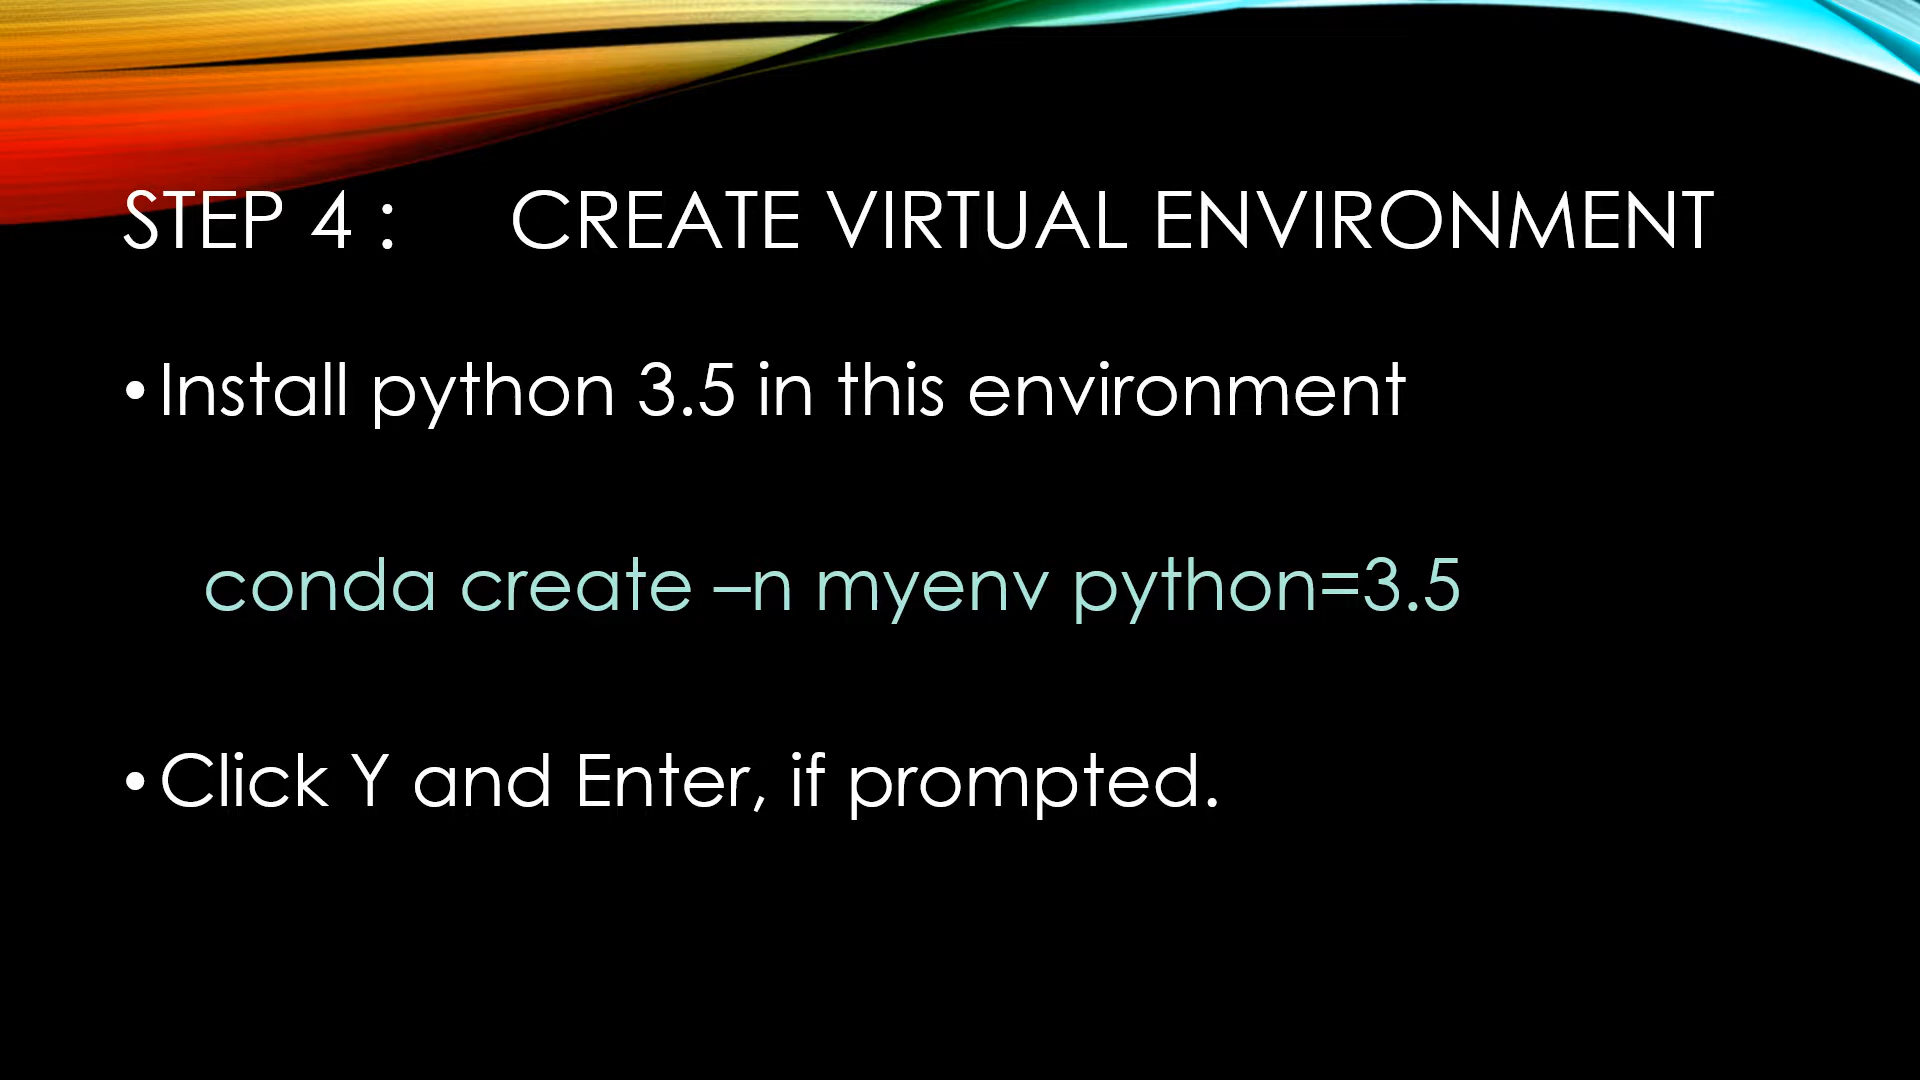 STEP 4 : CREATE VIRTUAL ENVIRONMENT
• Install python 3.5 in this environment
conda create –n myenv python=3.5
• Click Y and Enter, if prompted.